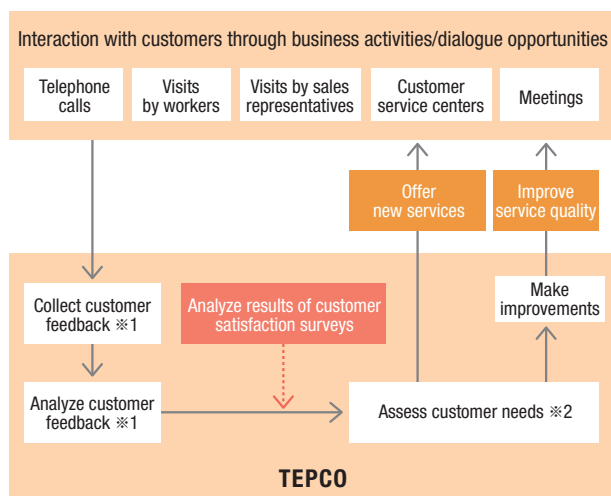 Interaction with customers through business activities/dialogue opportunities
Telephone
calls
Visits
by workers
Visits by sales
representatives
Customer
service centers
Meetings
Offer
new services
Improve
service quality
Collect customer
feedback ※1
Analyze results of customer
satisfaction surveys
Make
improvements
Analyze customer
feedback ※1
Assess customer needs ※2
TEPCO